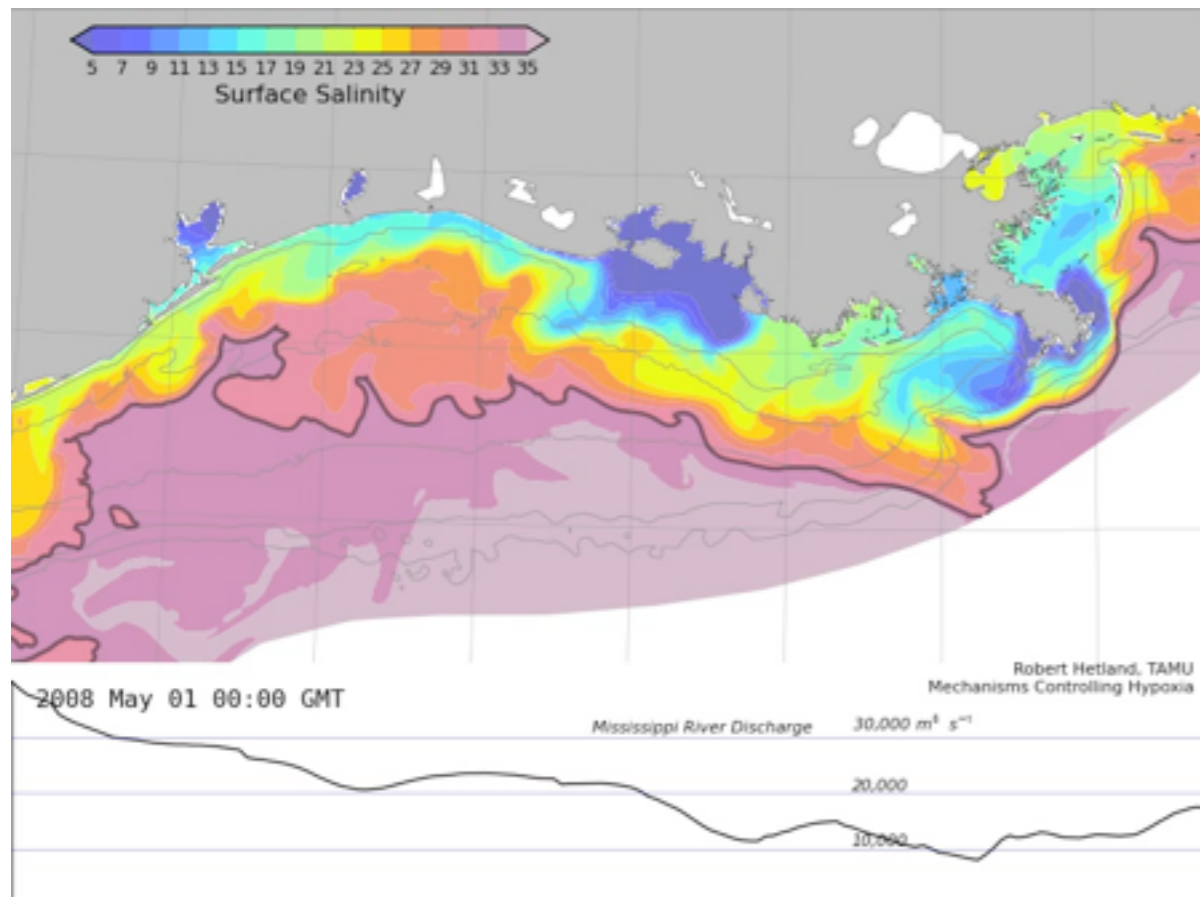 5 7 9 11 13 15 17 19 21 23 25 27 29 31 33 35
Surface Salinity
Robert Hetland, TAMU
Mechanisms Controlling Hypoxia
2008 May 01 00:00 GMT
Mississippi River Discharge 30,000 m³ s⁻¹
20,000
10,000